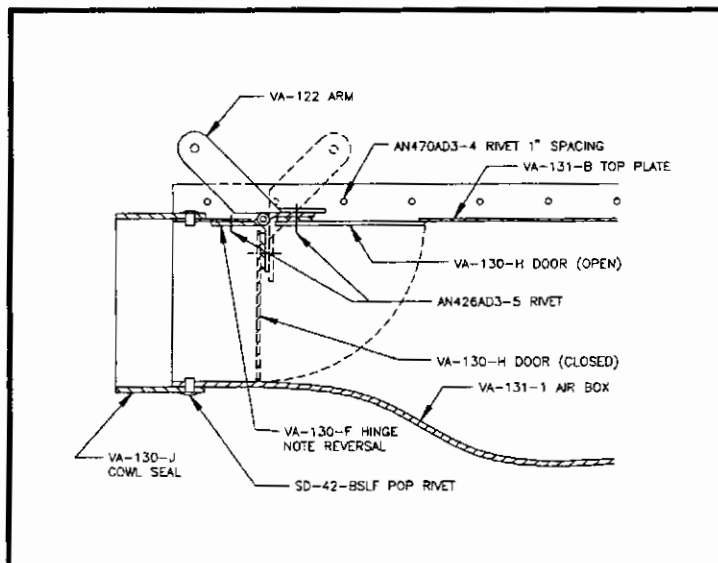 VA-122 ARM
AN470AD3-4 RIVET 1" SPACING
VA-131-B TOP PLATE
VA-130-H DOOR (OPEN)
AN426AD3-5 RIVET
VA-130-H DOOR (CLOSED)
VA-131-1 AIR BOX
VA-130-F HINGE
NOTE REVERSAL
VA-130-J
COWL SEAL
SD-42-BSLF POP RIVET